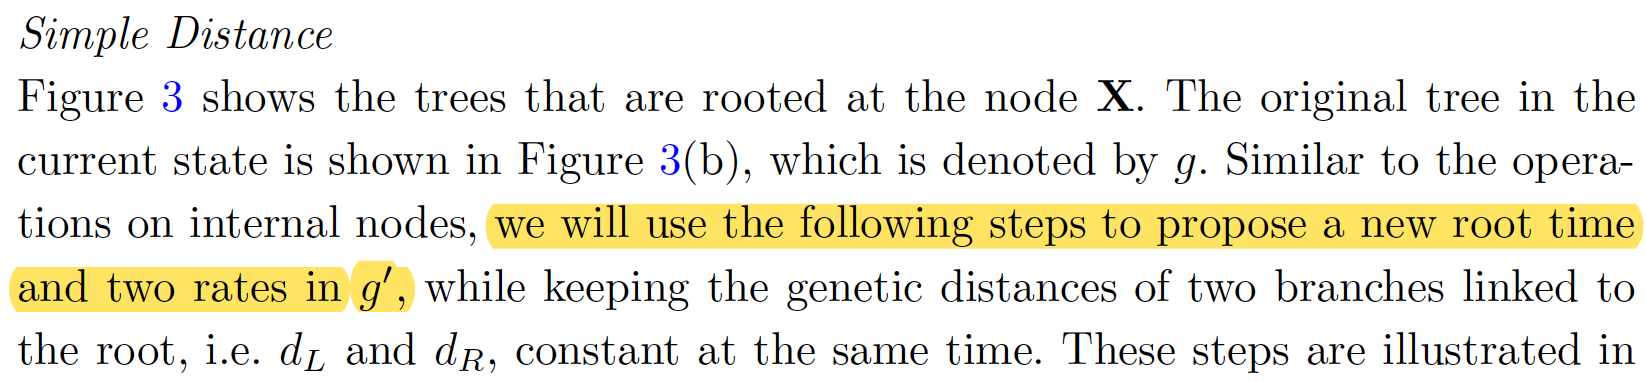 Simple Distance
Figure 3 shows the trees that are rooted at the node X. The original tree in the
current state is shown in Figure 3(b), which is denoted by g. Similar to the opera-
tions on internal nodes, we will use the following steps to propose a new root time
and two rates in g′, while keeping the genetic distances of two branches linked to
the root, i.e. d_L and d_R, constant at the same time. These steps are illustrated in